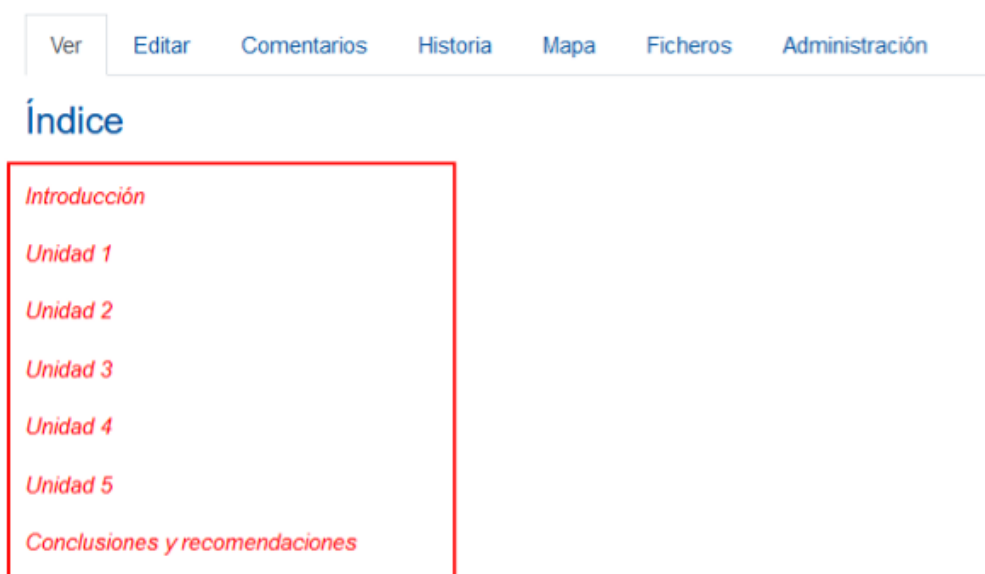 Ver Editar Comentarios Historia Mapa Ficheros Administración
Índice
Introducción
Unidad 1
Unidad 2
Unidad 3
Unidad 4
Unidad 5
Conclusiones y recomendaciones